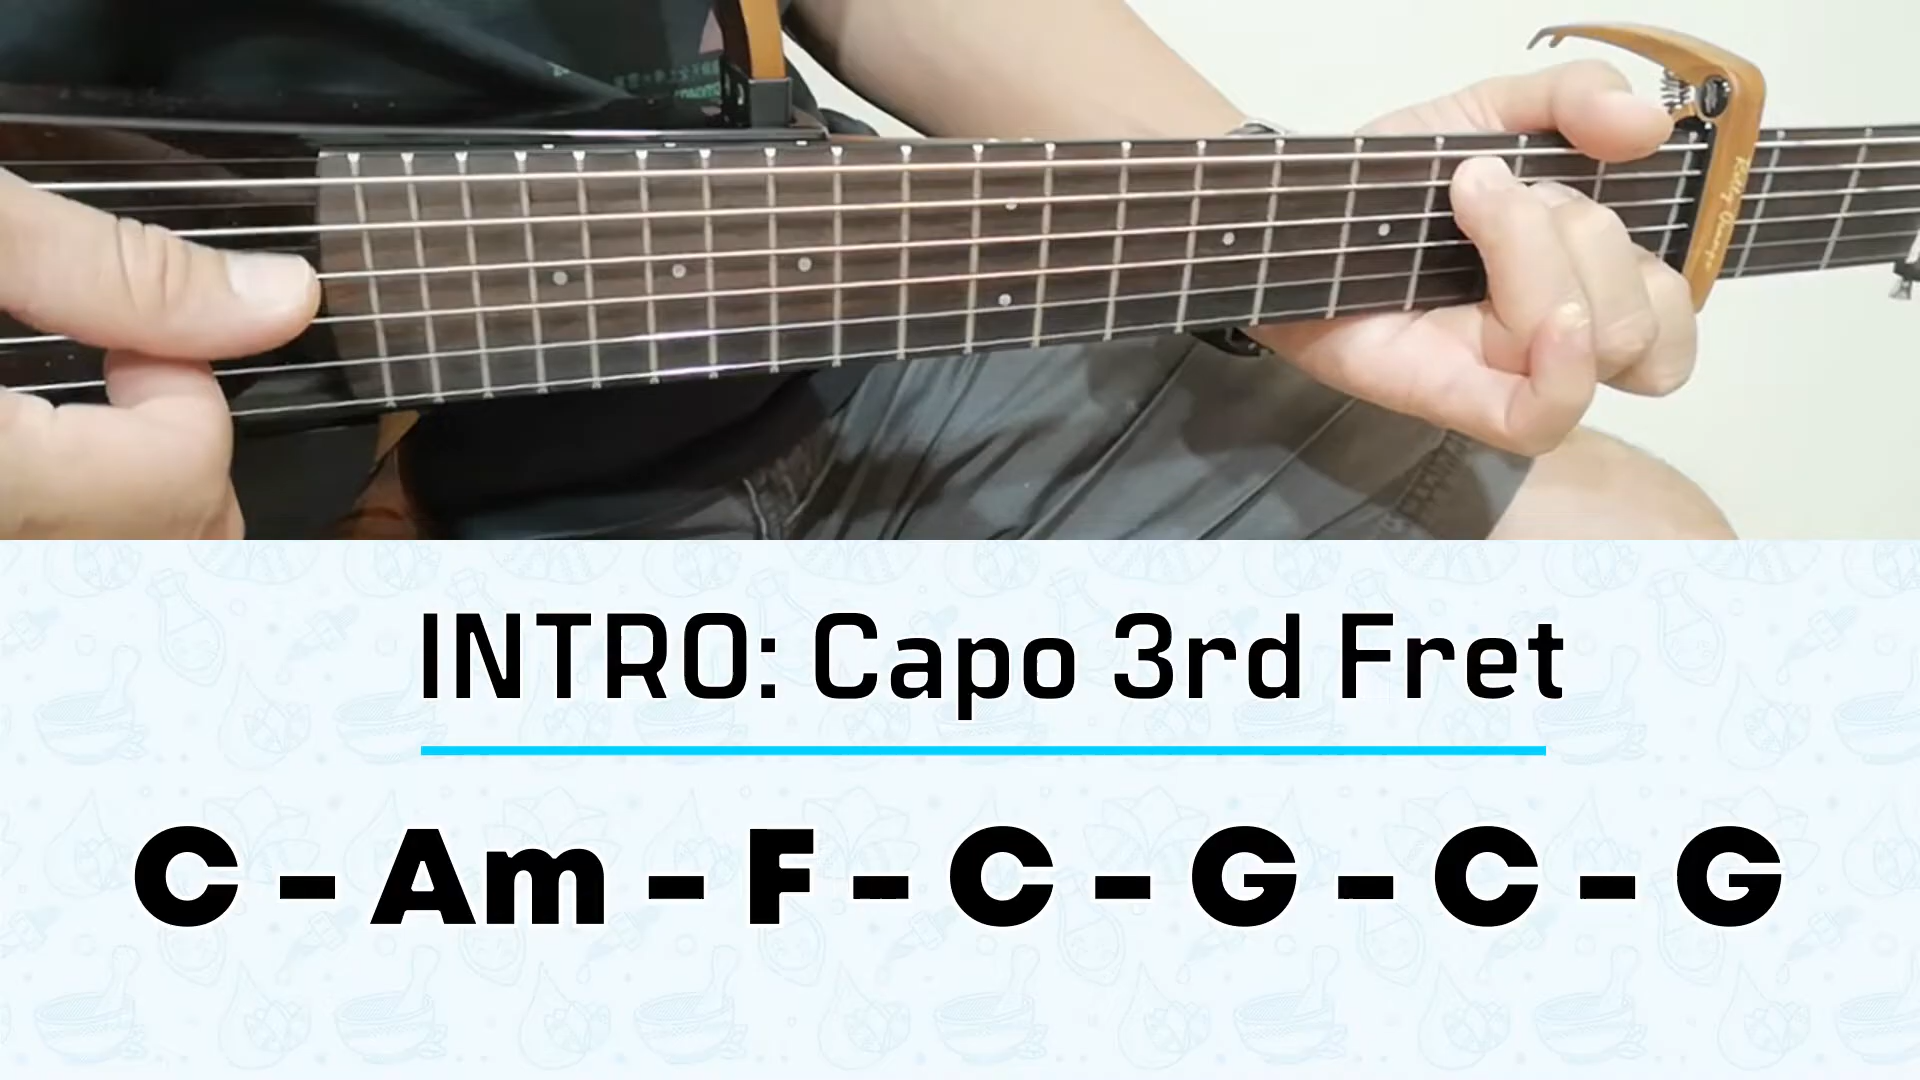 INTRO: Capo 3rd Fret
C - Am - F - C - G - C - G